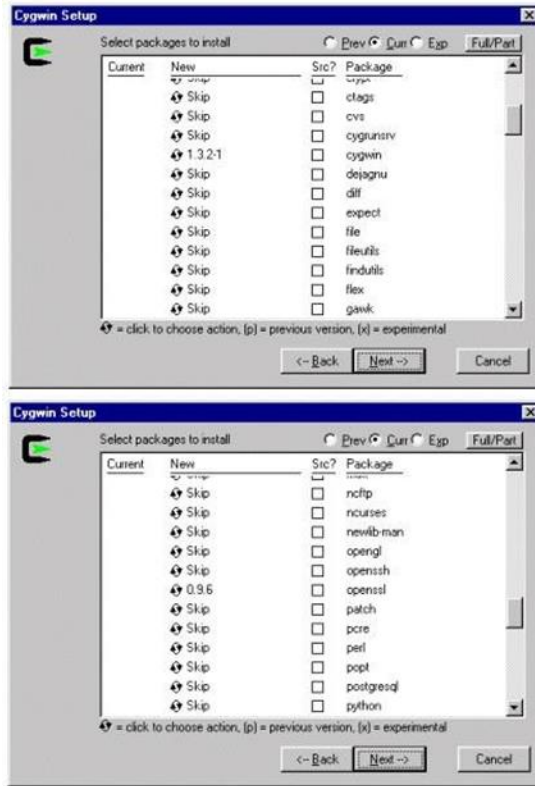 Cygwin Setup
Select packages to install Prev Curr Exp Full/Part
Current New Src? Package
Skip crypt
Skip ctags
Skip cvs
Skip cygrunsrv
1.3.2-1 cygwin
Skip dejagnu
Skip diff
Skip expect
Skip file
Skip fileutils
Skip findutils
Skip flex
Skip gawk
= click to choose action, (p) = previous version, (x) = experimental
<-- Back Next --> Cancel
Cygwin Setup
Select packages to install Prev Curr Exp Full/Part
Current New Src? Package
Skip ncftp
Skip ncurses
Skip newlib-man
Skip opengl
Skip openssh
0.9.6 openssl
Skip patch
Skip pcre
Skip perl
Skip popt
Skip postgresql
Skip python
= click to choose action, (p) = previous version, (x) = experimental
<-- Back Next --> Cancel